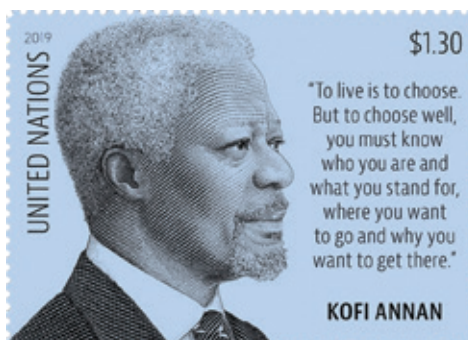 2019
UNITED NATIONS
$1.30
“To live is to choose.
But to choose well,
you must know
who you are and
what you stand for,
where you want
to go and why you
want to get there.”
KOFI ANNAN